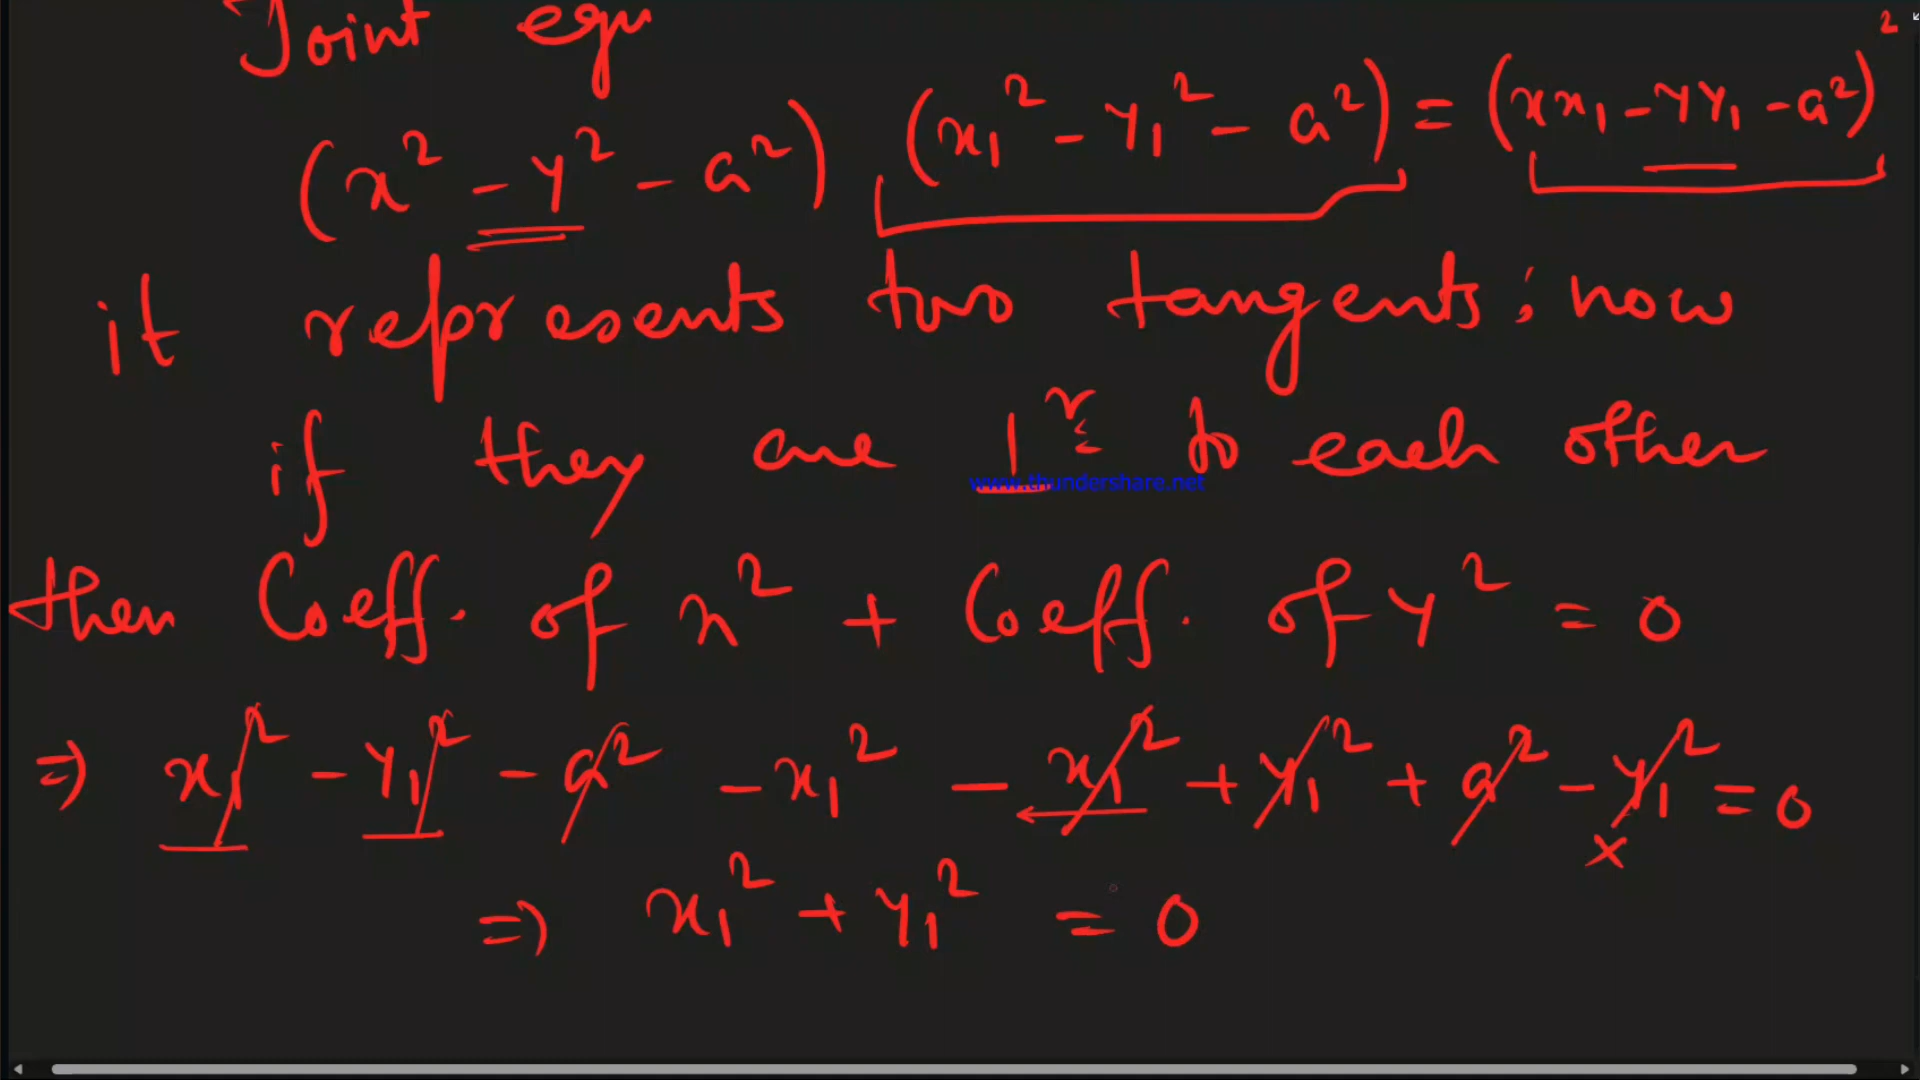 Joint equ
(x² - y² - a²) (x₁² - y₁² - a²) = (xx₁ - yy₁ - a²)²
it represents two tangents; now
if they are 1r to each other
www.thundershare.net
then Coeff. of x² + Coeff. of y² = 0
⇒) x₁² - y₁² - a² - x₁² - x₁² + y₁² + a² - y₁² = 0
x
⇒) x₁² + y₁² = 0